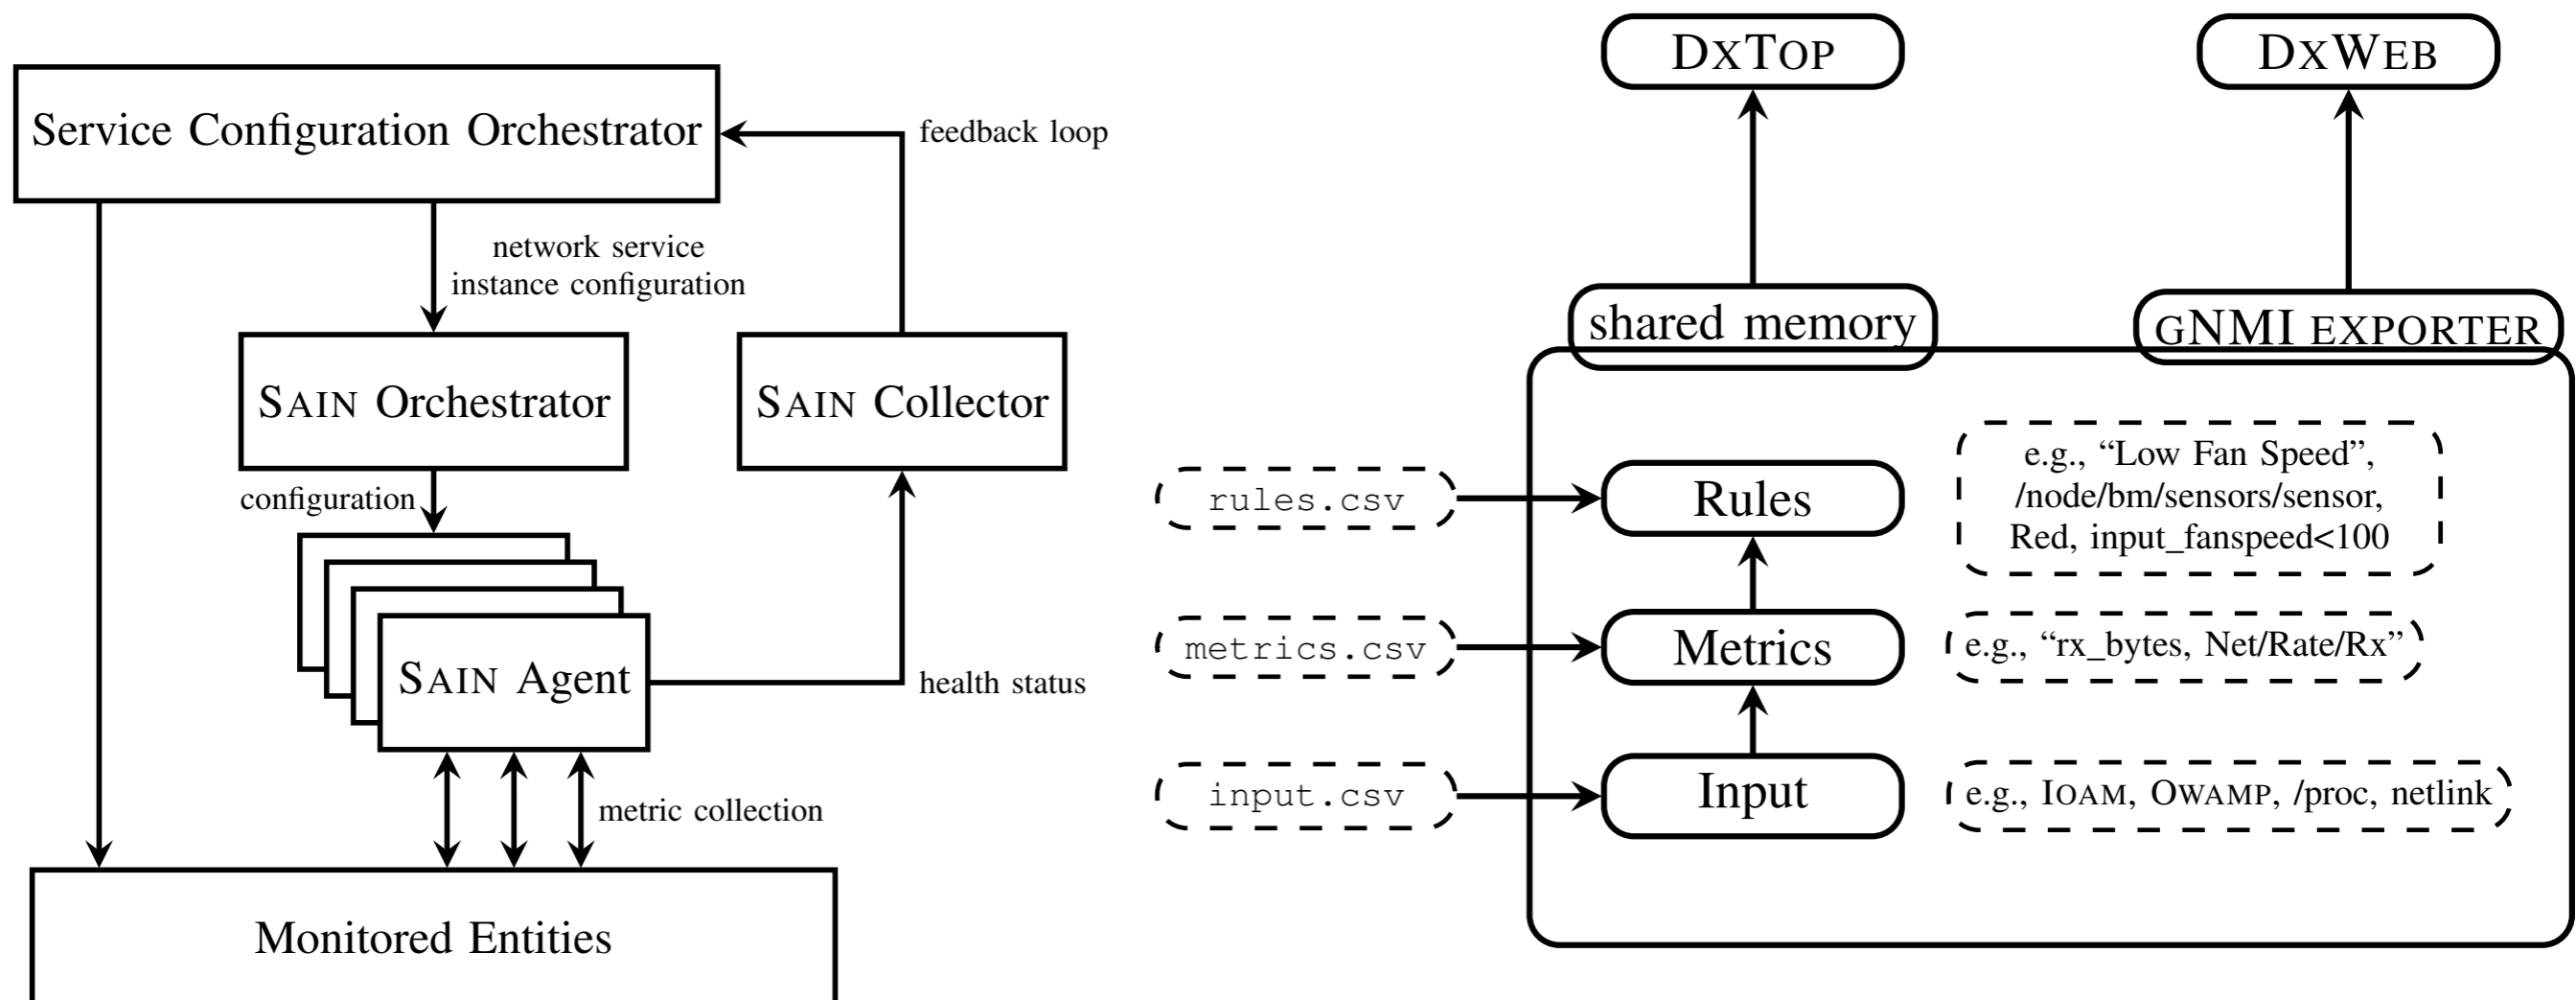 Service Configuration Orchestrator
feedback loop
network service
instance configuration
SAIN Orchestrator
SAIN Collector
configuration
SAIN Agent
health status
metric collection
Monitored Entities
DXTOP
DXWEB
shared memory
GNMI EXPORTER
rules.csv
Rules
e.g., “Low Fan Speed”,
/node/bm/sensors/sensor,
Red, input_fanspeed<100
metrics.csv
Metrics
e.g., “rx_bytes, Net/Rate/Rx”
input.csv
Input
e.g., IOAM, OWAMP, /proc, netlink